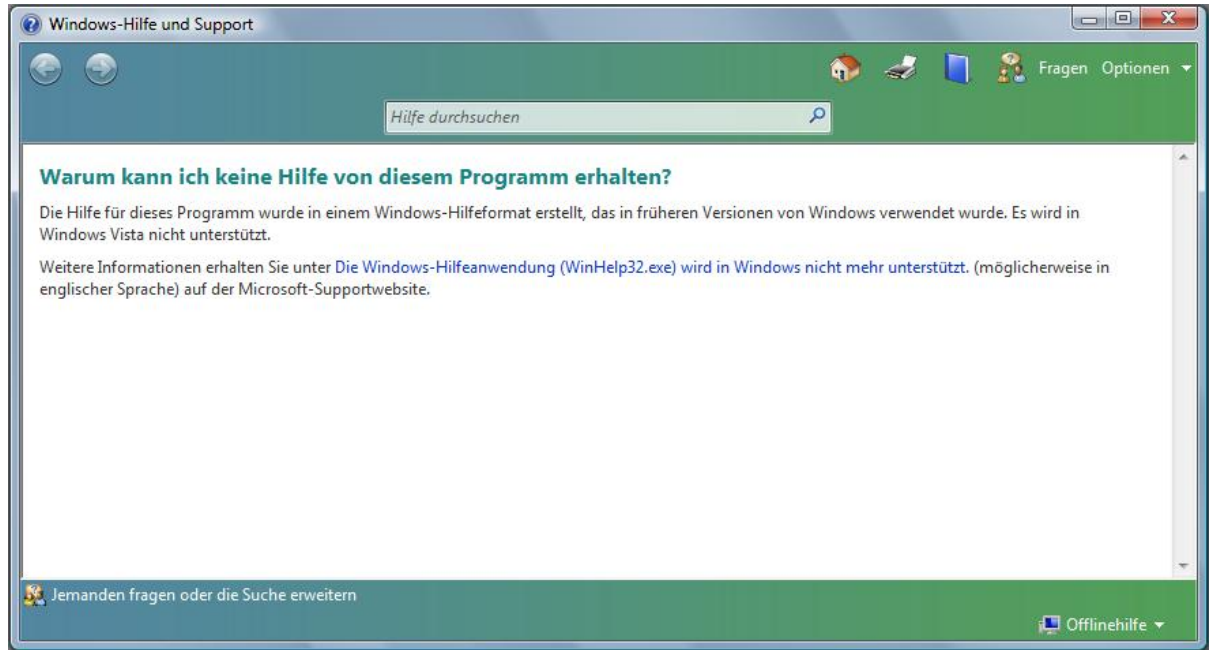 Windows-Hilfe und Support
Fragen Optionen
Hilfe durchsuchen
Warum kann ich keine Hilfe von diesem Programm erhalten?
Die Hilfe für dieses Programm wurde in einem Windows-Hilfeformat erstellt, das in früheren Versionen von Windows verwendet wurde. Es wird in
Windows Vista nicht unterstützt.
Weitere Informationen erhalten Sie unter Die Windows-Hilfeanwendung (WinHelp32.exe) wird in Windows nicht mehr unterstützt. (möglicherweise in
englischer Sprache) auf der Microsoft-Supportwebsite.
Jemanden fragen oder die Suche erweitern
Offlinehilfe